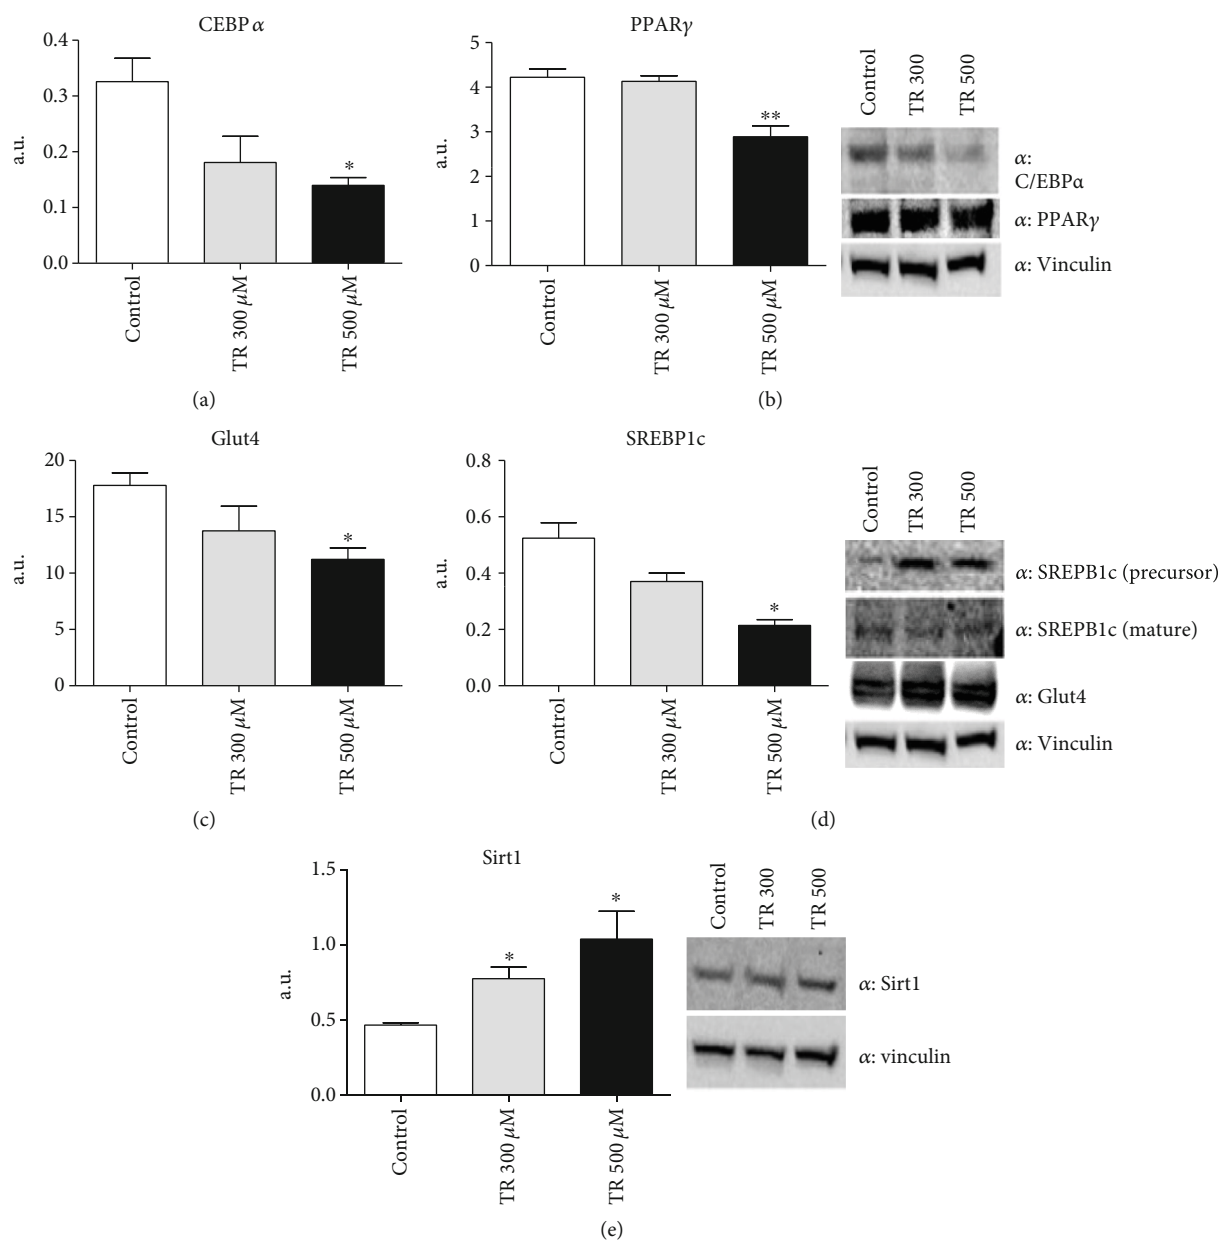 CEBP α
0.4
0.3
0.2
0.1
0.0
a.u.
*
Control
TR 300 μM
TR 500 μM
(a)
PPARγ
5
4
3
2
1
0
a.u.
**
Control
TR 300 μM
TR 500 μM
Control
TR 300
TR 500
α:
C/EBPα
α: PPARγ
α: Vinculin
(b)
Glut4
20
15
10
5
0
a.u.
*
Control
TR 300 μM
TR 500 μM
(c)
SREBP1c
0.8
0.6
0.4
0.2
0.0
a.u.
*
Control
TR 300 μM
TR 500 μM
Control
TR 300
TR 500
α: SREPB1c (precursor)
α: SREPB1c (mature)
α: Glut4
α: Vinculin
(d)
Sirt1
1.5
1.0
0.5
0.0
a.u.
*
*
Control
TR 300 μM
TR 500 μM
Control
TR 300
TR 500
α: Sirt1
α: vinculin
(e)